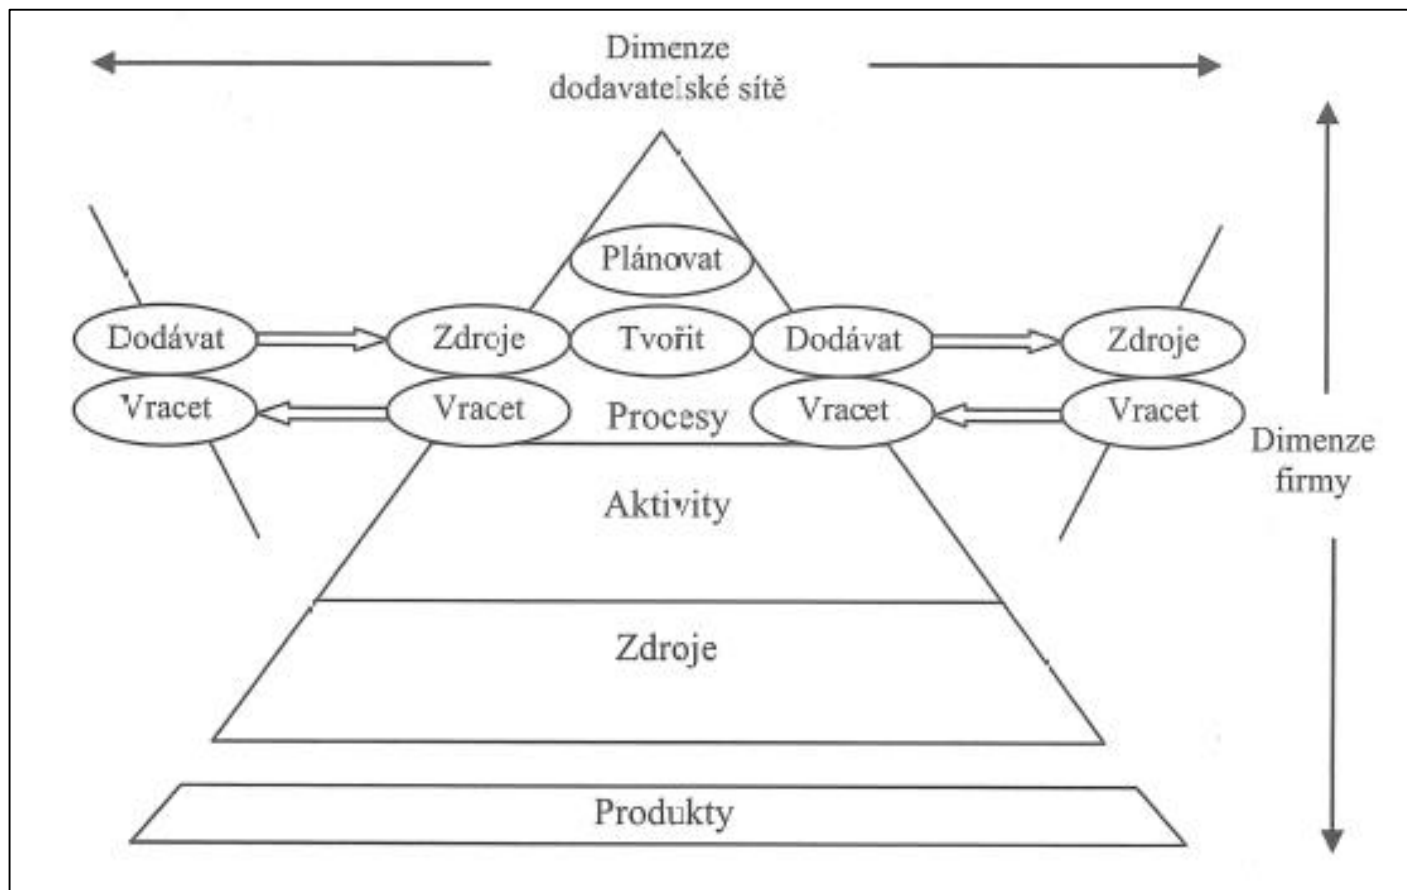 Dimenze
dodavatelské sítě
Plánovat
Dodávat
Zdroje
Tvořit
Dodávat
Zdroje
Vracet
Vracet
Procesy
Vracet
Vracet
Dimenze
firmy
Aktivity
Zdroje
Produkty